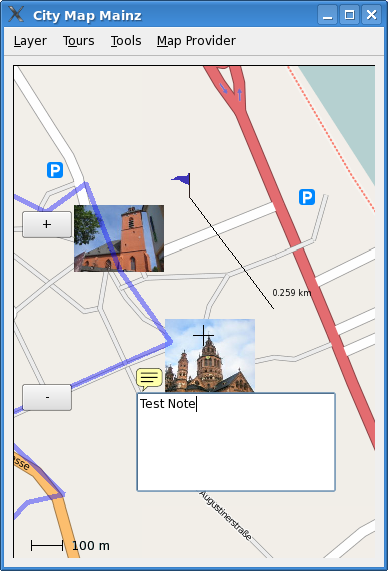 City Map Mainz
Layer Tours Tools Map Provider
P
P
+
0.259 km
-
Test Note
sse
Augustinerstraße
100 m